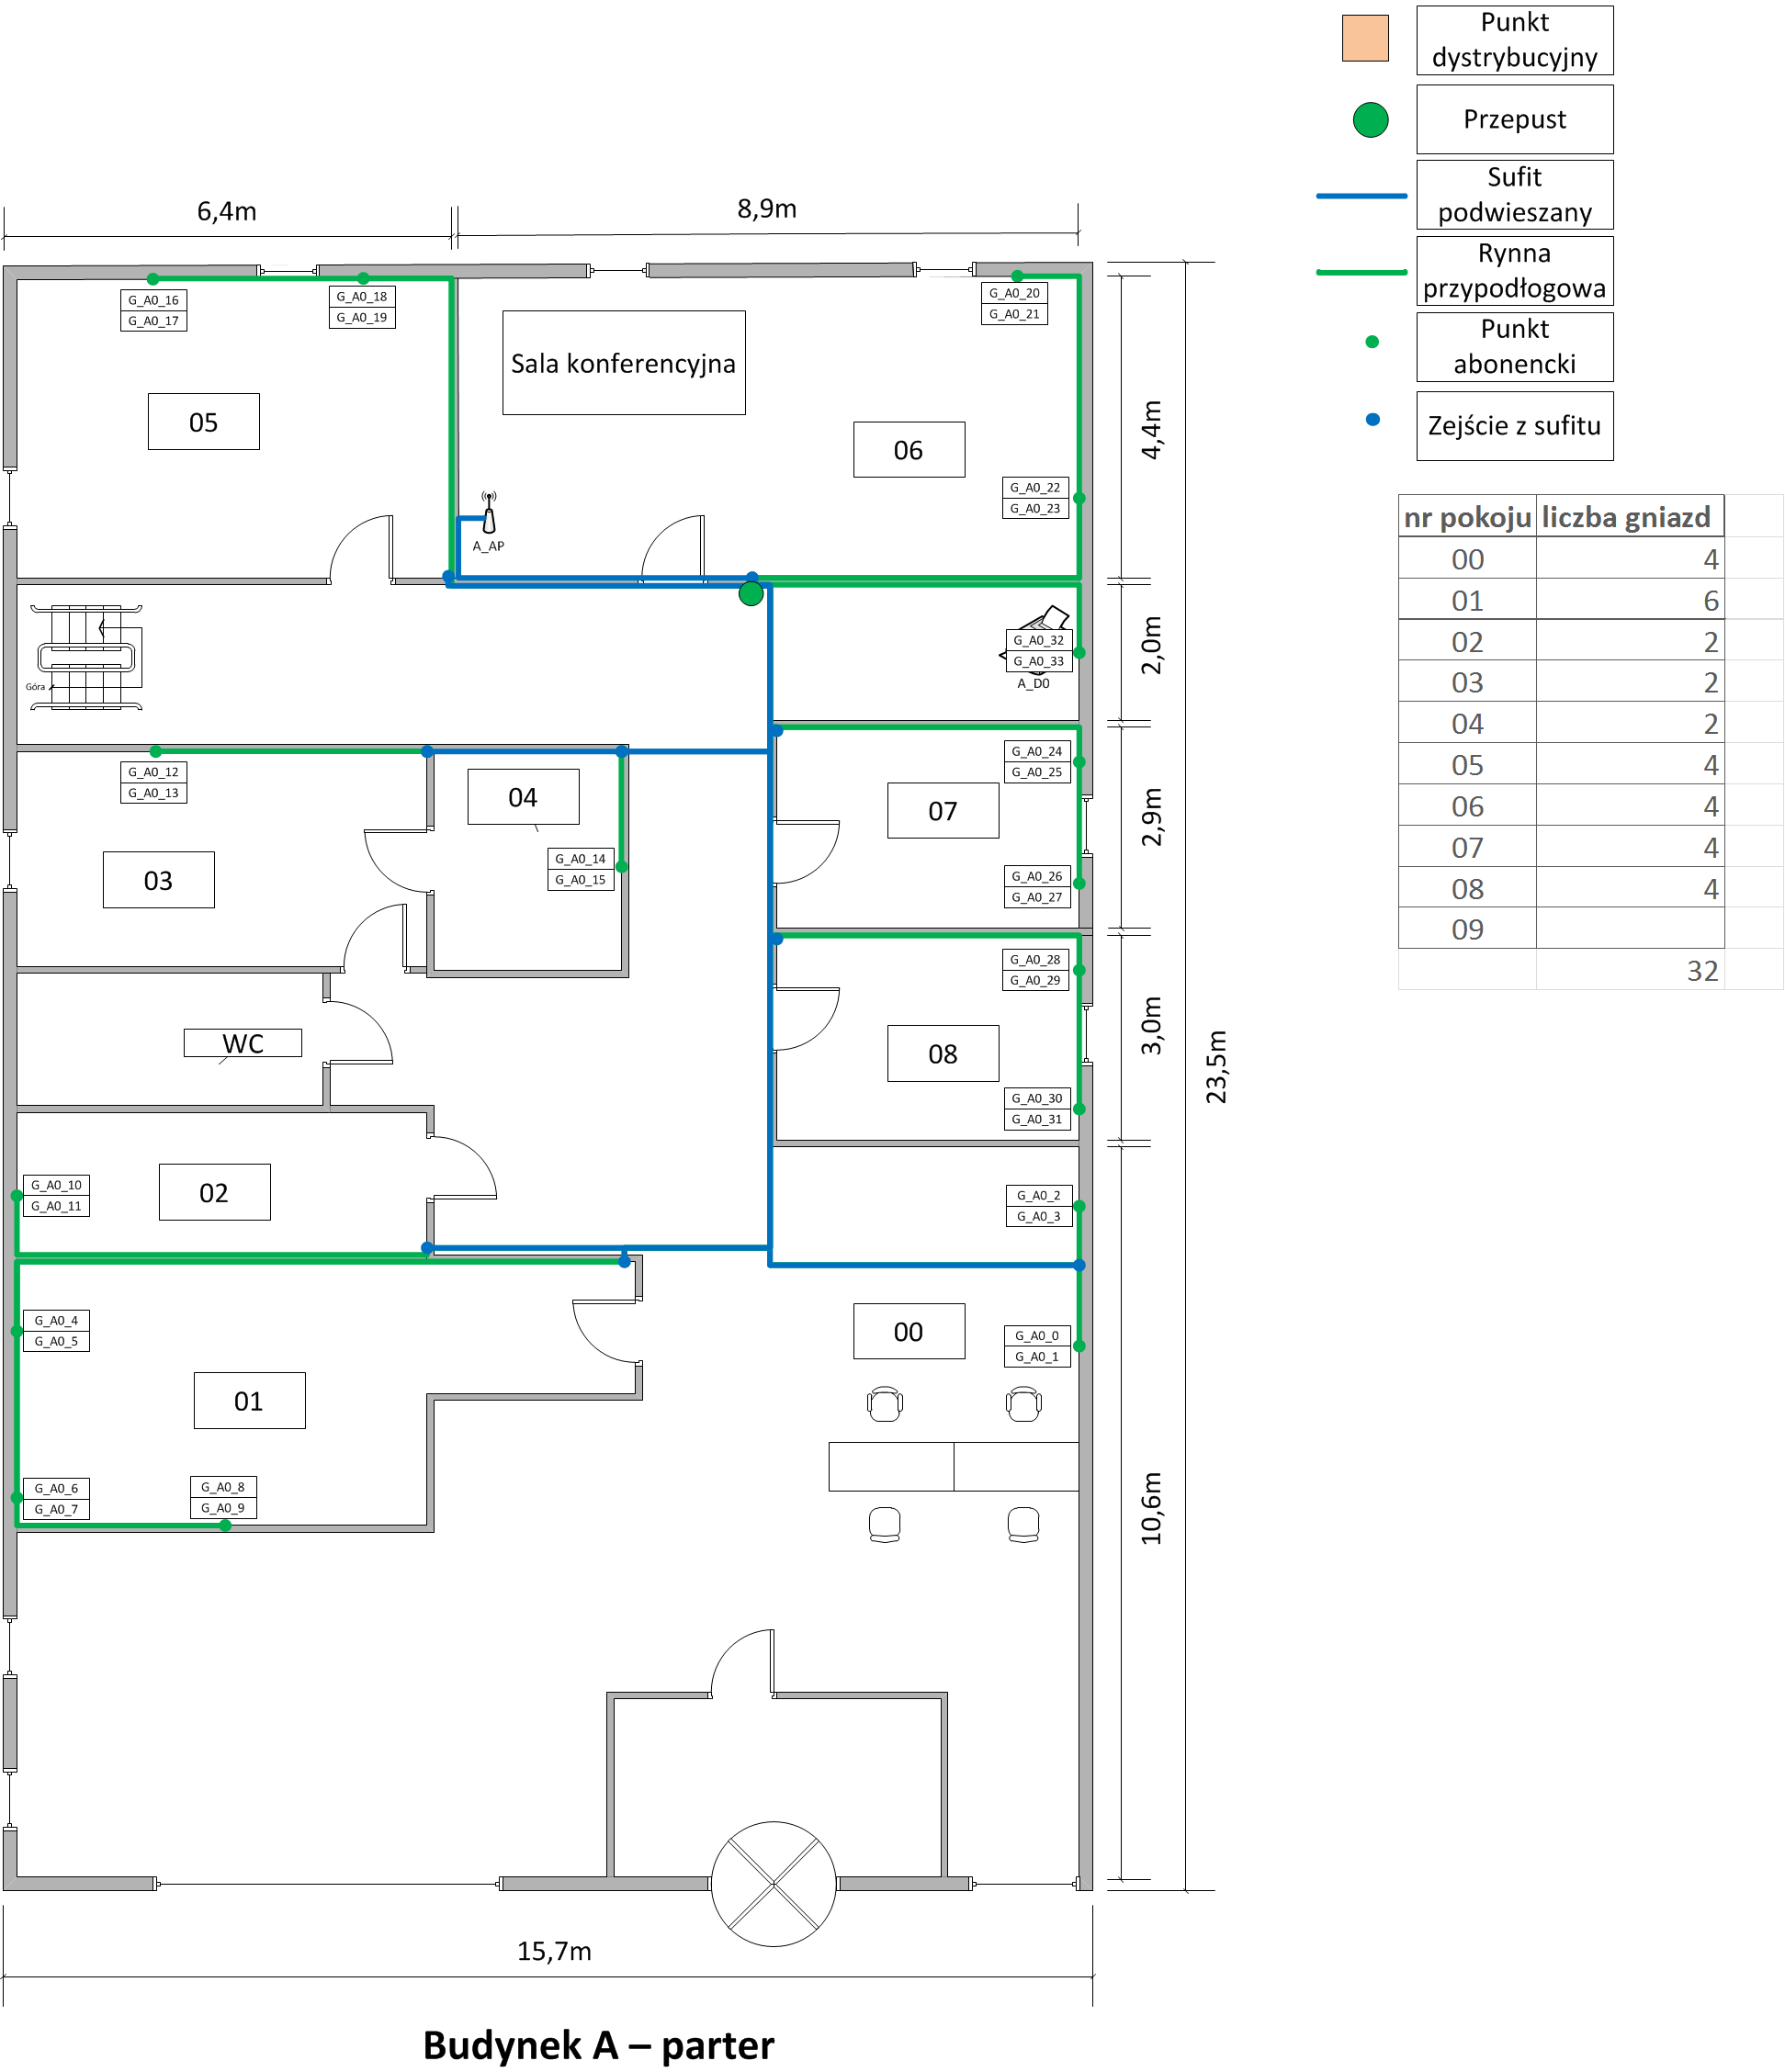 Punkt
dystrybucyjny
Przepust
Sufit
podwieszany
Rynna
przypodłogowa
Punkt
abonencki
Zejście z sufitu
6,4m
8,9m
G_A0_16
G_A0_17
G_A0_18
G_A0_19
G_A0_20
G_A0_21
Sala konferencyjna
05
06
4,4m
G_A0_22
G_A0_23
A_AP
nr pokoju liczba gniazd
00 4
01 6
02 2
03 2
04 2
05 4
06 4
07 4
08 4
09
32
Góra
G_A0_32
G_A0_33
A_D0
2,0m
G_A0_12
G_A0_13
04
G_A0_14
G_A0_15
03
G_A0_24
G_A0_25
07
G_A0_26
G_A0_27
2,9m
WC
G_A0_28
G_A0_29
08
G_A0_30
G_A0_31
3,0m
23,5m
02
G_A0_10
G_A0_11
G_A0_2
G_A0_3
G_A0_4
G_A0_5
00
G_A0_0
G_A0_1
01
G_A0_6
G_A0_7
G_A0_8
G_A0_9
10,6m
15,7m
Budynek A – parter